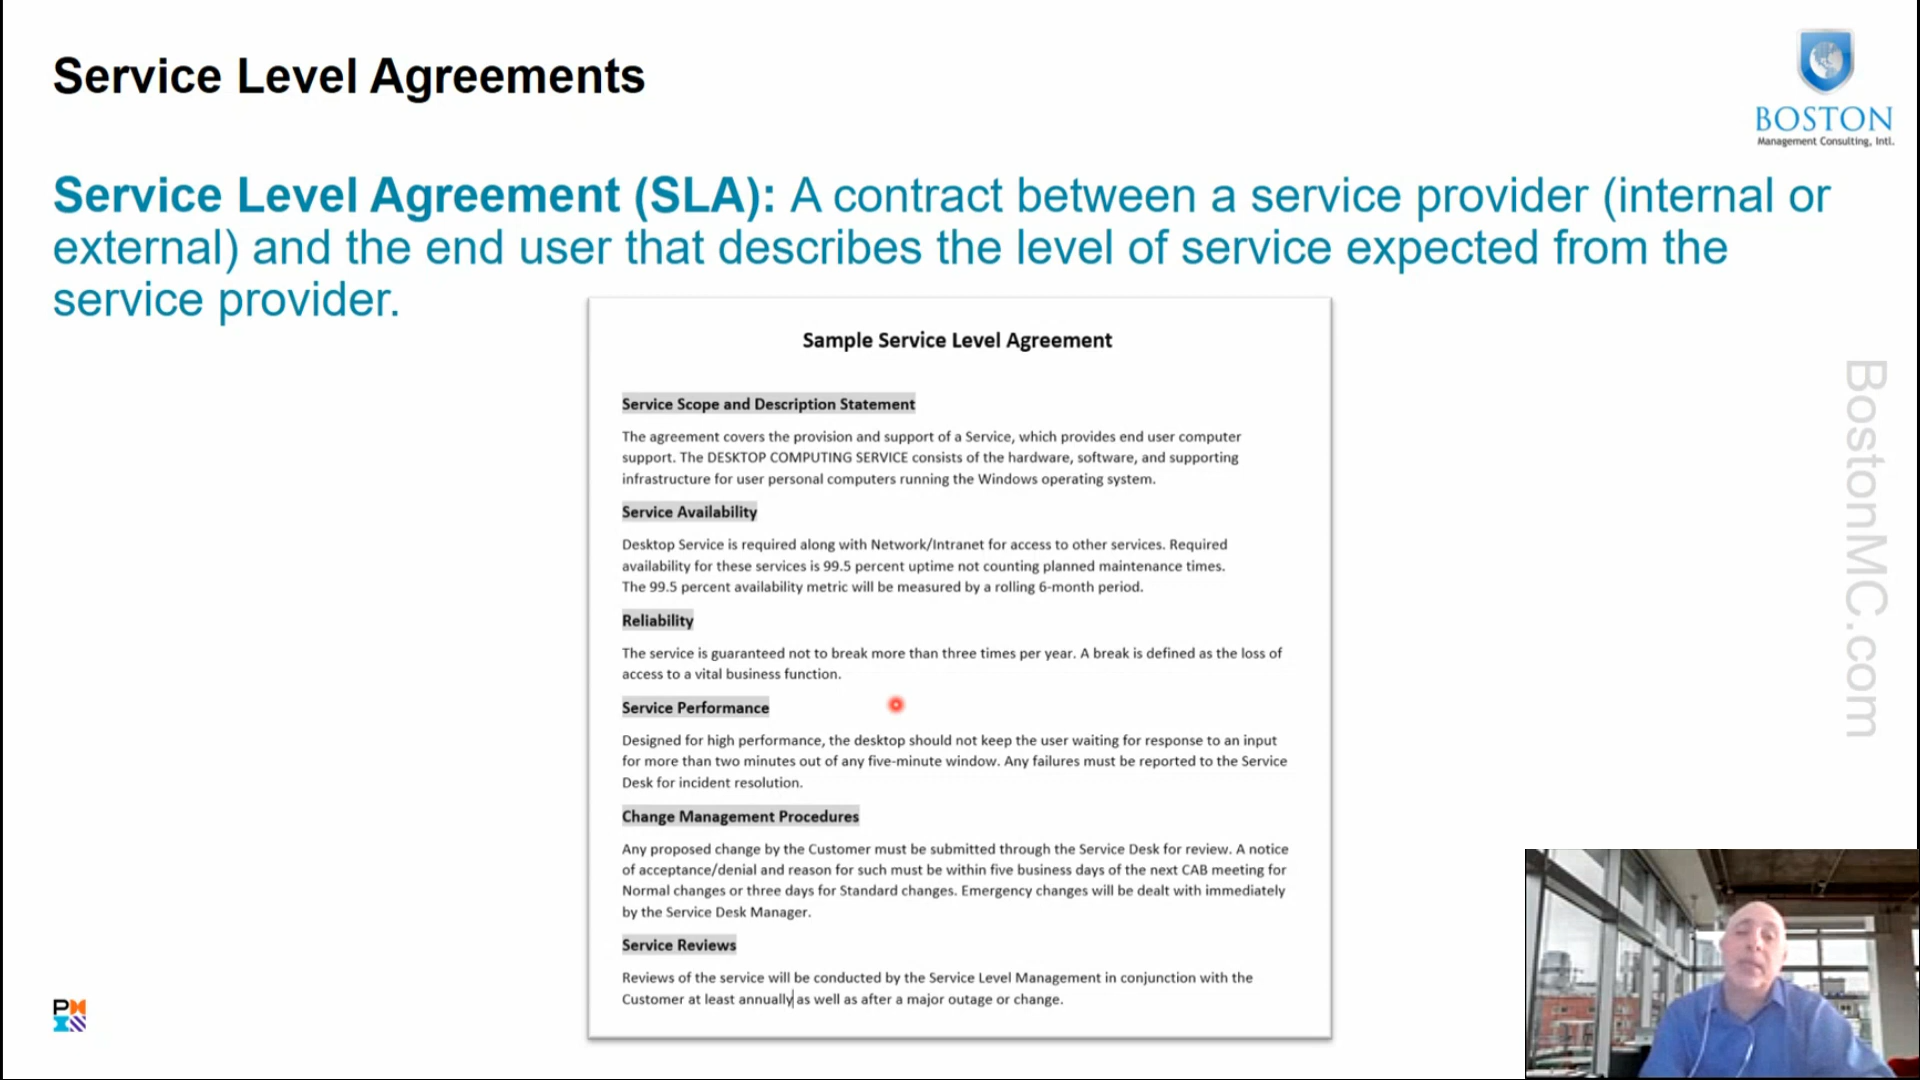 Service Level Agreements
BOSTON
Management Consulting, Intl.
Service Level Agreement (SLA): A contract between a service provider (internal or
external) and the end user that describes the level of service expected from the
service provider.
Sample Service Level Agreement
Service Scope and Description Statement
The agreement covers the provision and support of a Service, which provides end user computer
support. The DESKTOP COMPUTING SERVICE consists of the hardware, software, and supporting
infrastructure for user personal computers running the Windows operating system.
Service Availability
Desktop Service is required along with Network/Intranet for access to other services. Required
availability for these services is 99.5 percent uptime not counting planned maintenance times.
The 99.5 percent availability metric will be measured by a rolling 6-month period.
Reliability
The service is guaranteed not to break more than three times per year. A break is defined as the loss of
access to a vital business function.
Service Performance
Designed for high performance, the desktop should not keep the user waiting for response to an input
for more than two minutes out of any five-minute window. Any failures must be reported to the Service
Desk for incident resolution.
Change Management Procedures
Any proposed change by the Customer must be submitted through the Service Desk for review. A notice
of acceptance/denial and reason for such must be within five business days of the next CAB meeting for
Normal changes or three days for Standard changes. Emergency changes will be dealt with immediately
by the Service Desk Manager.
Service Reviews
Reviews of the service will be conducted by the Service Level Management in conjunction with the
Customer at least annually as well as after a major outage or change.
BostonMC.com
PMI